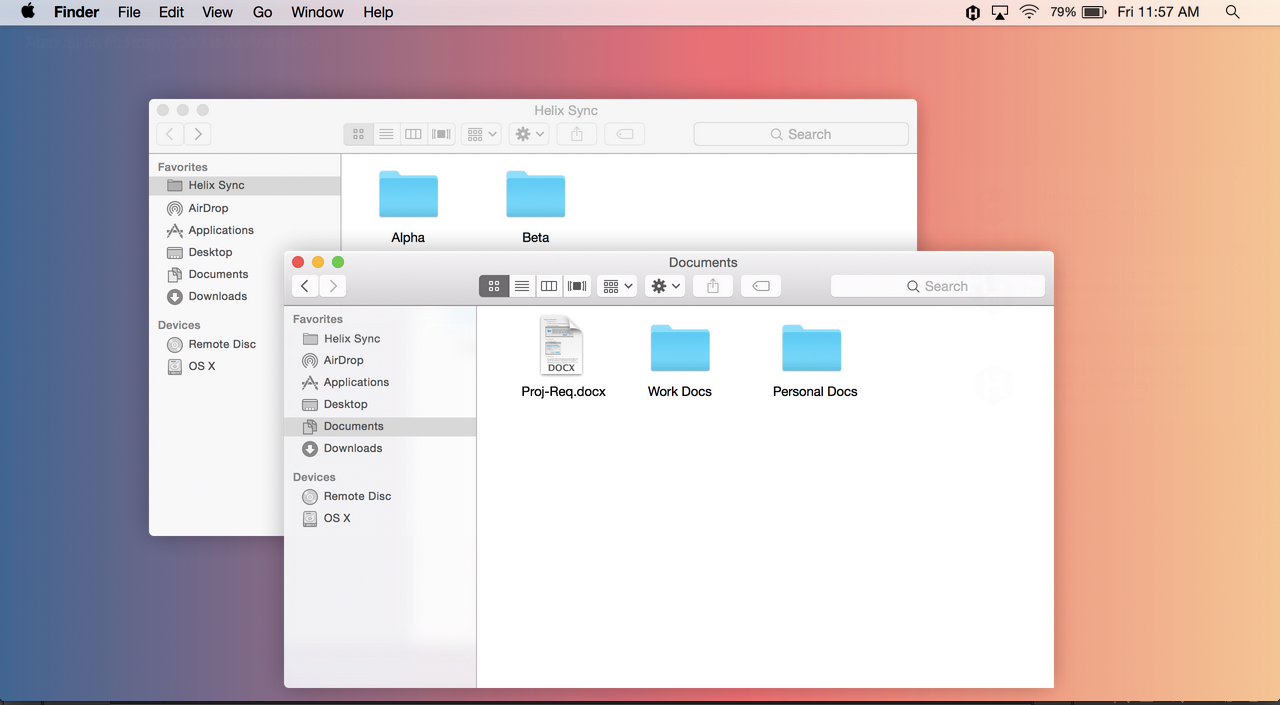 Finder File Edit View Go Window Help 79% Fri 11:57 AM
Helix Sync
Search
Favorites
Helix Sync
AirDrop
Applications
Desktop
Documents
Downloads
Devices
Remote Disc
OS X
Alpha Beta
Documents
Search
Favorites
Helix Sync
AirDrop
Applications
Desktop
Documents
Downloads
Devices
Remote Disc
OS X
DOCX
Proj-Req.docx Work Docs Personal Docs